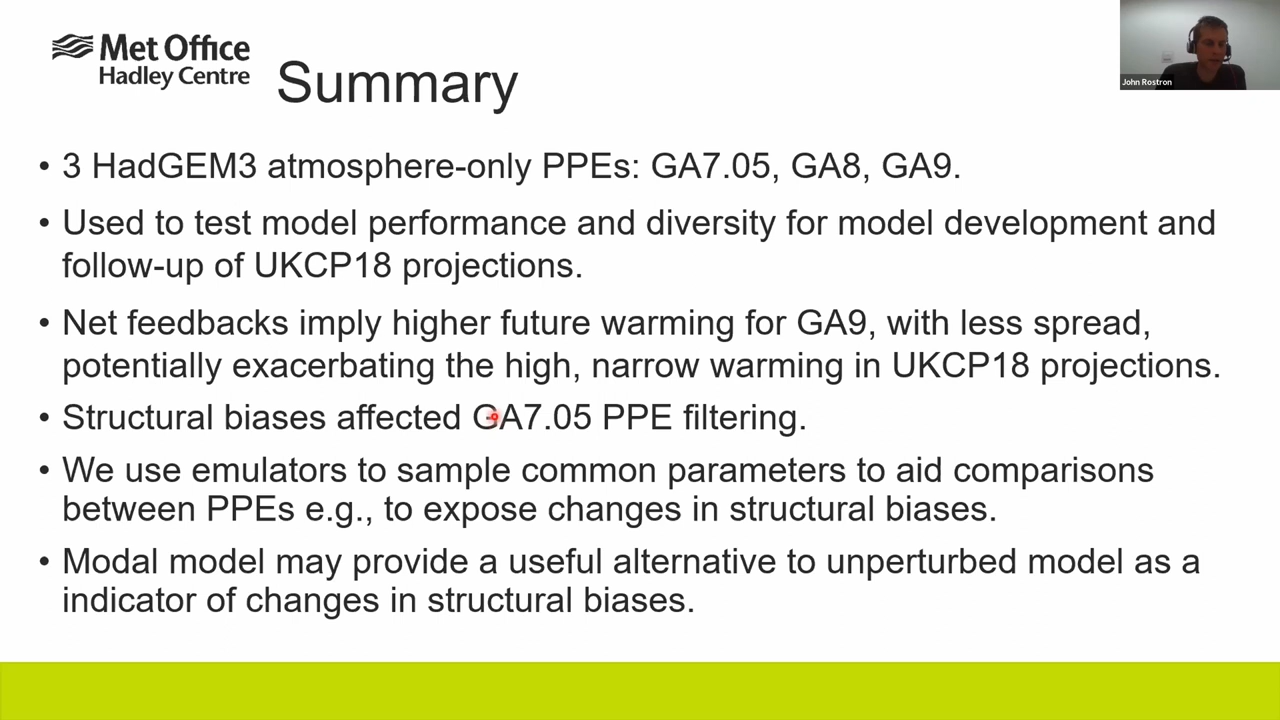 Met Office
Hadley Centre
Summary
John Rostron
• 3 HadGEM3 atmosphere-only PPEs: GA7.05, GA8, GA9.
• Used to test model performance and diversity for model development and
follow-up of UKCP18 projections.
• Net feedbacks imply higher future warming for GA9, with less spread,
potentially exacerbating the high, narrow warming in UKCP18 projections.
• Structural biases affected GA7.05 PPE filtering.
• We use emulators to sample common parameters to aid comparisons
between PPEs e.g., to expose changes in structural biases.
• Modal model may provide a useful alternative to unperturbed model as a
indicator of changes in structural biases.